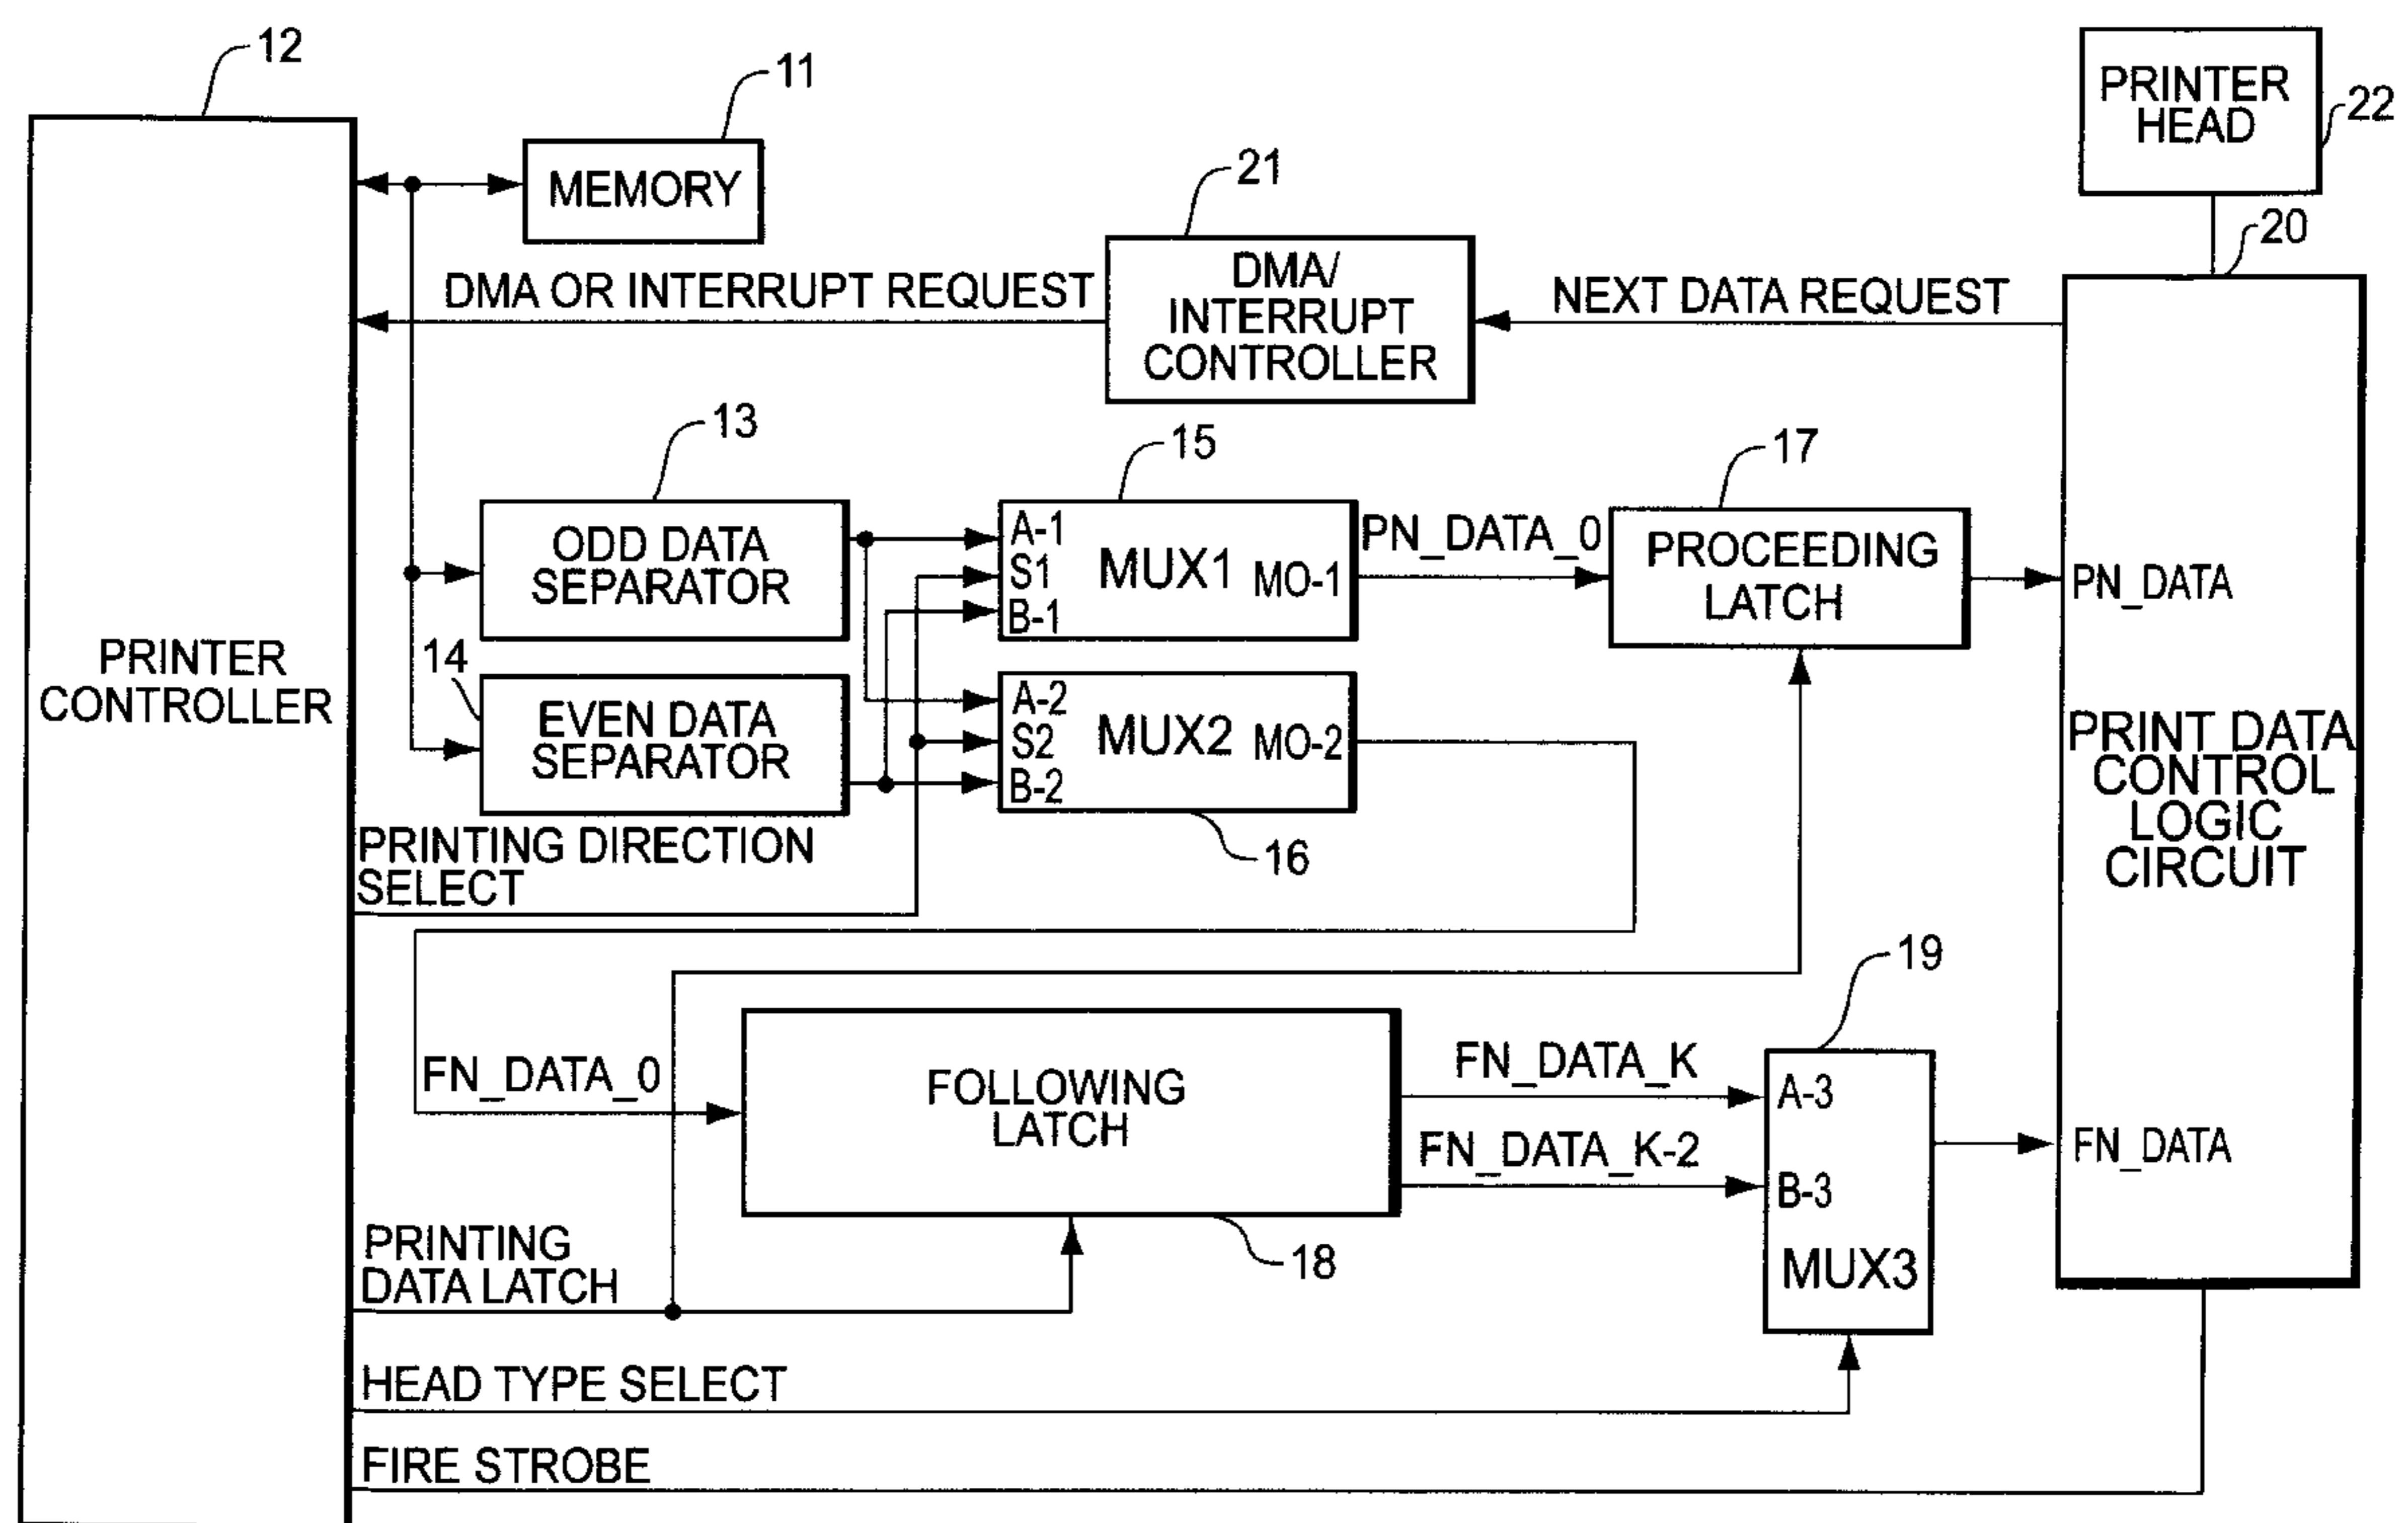 12
11
PRINTER
HEAD
22
MEMORY
21
20
DMA OR INTERRUPT REQUEST
DMA/
INTERRUPT
CONTROLLER
NEXT DATA REQUEST
13
15
17
ODD DATA
SEPARATOR
A-1
S1
B-1
MUX1
MO-1
PN_DATA_0
PROCEEDING
LATCH
PN_DATA
PRINTER
CONTROLLER
14
EVEN DATA
SEPARATOR
A-2
S2
B-2
MUX2
MO-2
16
PRINT DATA
CONTROL
LOGIC
CIRCUIT
PRINTING DIRECTION
SELECT
19
FN_DATA_0
FOLLOWING
LATCH
FN_DATA_K
FN_DATA_K-2
A-3
B-3
MUX3
FN_DATA
18
PRINTING
DATA LATCH
HEAD TYPE SELECT
FIRE STROBE